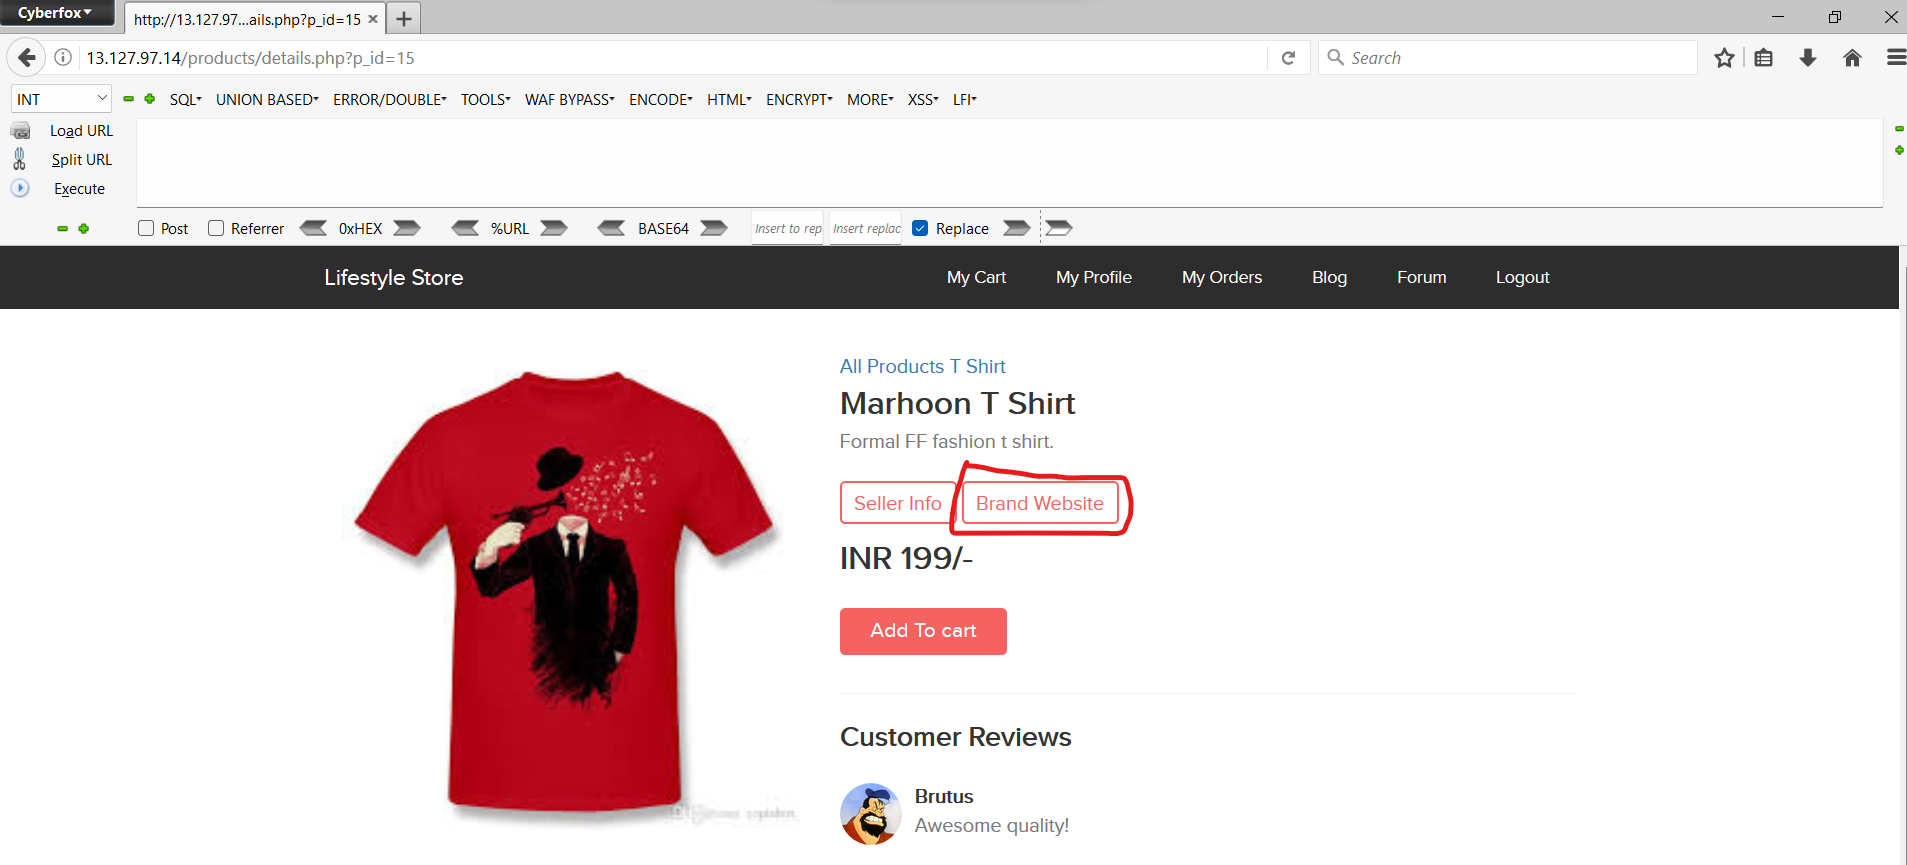 Cyberfox
http://13.127.97...ails.php?p_id=15
13.127.97.14/products/details.php?p_id=15
Search
INT
SQL UNION BASED ERROR/DOUBLE TOOLS WAF BYPASS ENCODE HTML ENCRYPT MORE XSS LFI
Load URL
Split URL
Execute
Post Referrer 0xHEX %URL BASE64 Insert to rep Insert replac Replace
Lifestyle Store My Cart My Profile My Orders Blog Forum Logout
All Products T Shirt
Marhoon T Shirt
Formal FF fashion t shirt.
Seller Info Brand Website
INR 199/-
Add To cart
Customer Reviews
Brutus
Awesome quality!